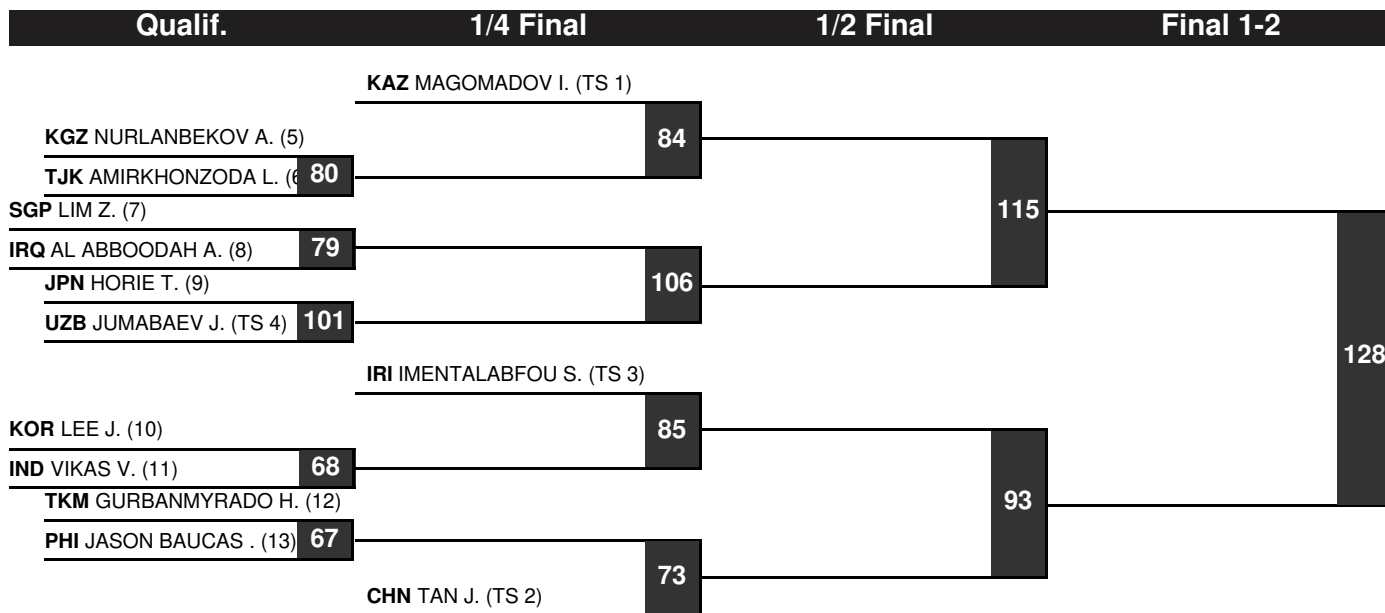 Qualif. 1/4 Final 1/2 Final Final 1-2
KAZ MAGOMADOV I. (TS 1)
84
KGZ NURLANBEKOV A. (5)
TJK AMIRKHONZODA L. (6
80
SGP LIM Z. (7)
IRQ AL ABBOODAH A. (8)
79
115
JPN HORIE T. (9)
UZB JUMABAEV J. (TS 4)
101
106
128
IRI IMENTALABFOU S. (TS 3)
85
KOR LEE J. (10)
IND VIKAS V. (11)
68
TKM GURBANMYRADO H. (12)
PHI JASON BAUCAS . (13)
67
93
73
CHN TAN J. (TS 2)